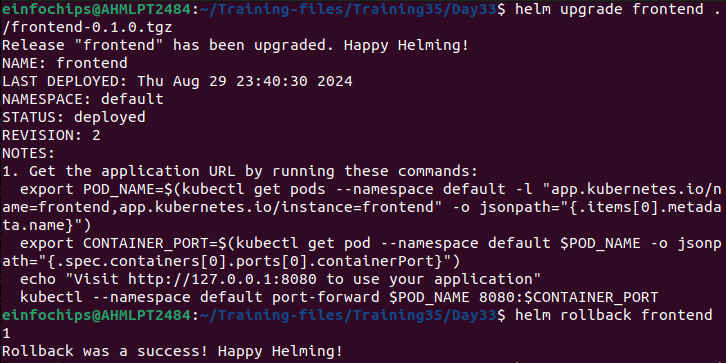 einfochips@AHMLPT2484:~/Training-files/Training35/Day33$ helm upgrade frontend .
/frontend-0.1.0.tgz
Release "frontend" has been upgraded. Happy Helming!
NAME: frontend
LAST DEPLOYED: Thu Aug 29 23:40:30 2024
NAMESPACE: default
STATUS: deployed
REVISION: 2
NOTES:
1. Get the application URL by running these commands:
  export POD_NAME=$(kubectl get pods --namespace default -l "app.kubernetes.io/n
ame=frontend,app.kubernetes.io/instance=frontend" -o jsonpath="{.items[0].metada
ta.name}")
  export CONTAINER_PORT=$(kubectl get pod --namespace default $POD_NAME -o jsonp
ath="{.spec.containers[0].ports[0].containerPort}")
  echo "Visit http://127.0.0.1:8080 to use your application"
  kubectl --namespace default port-forward $POD_NAME 8080:$CONTAINER_PORT
einfochips@AHMLPT2484:~/Training-files/Training35/Day33$ helm rollback frontend
1
Rollback was a success! Happy Helming!